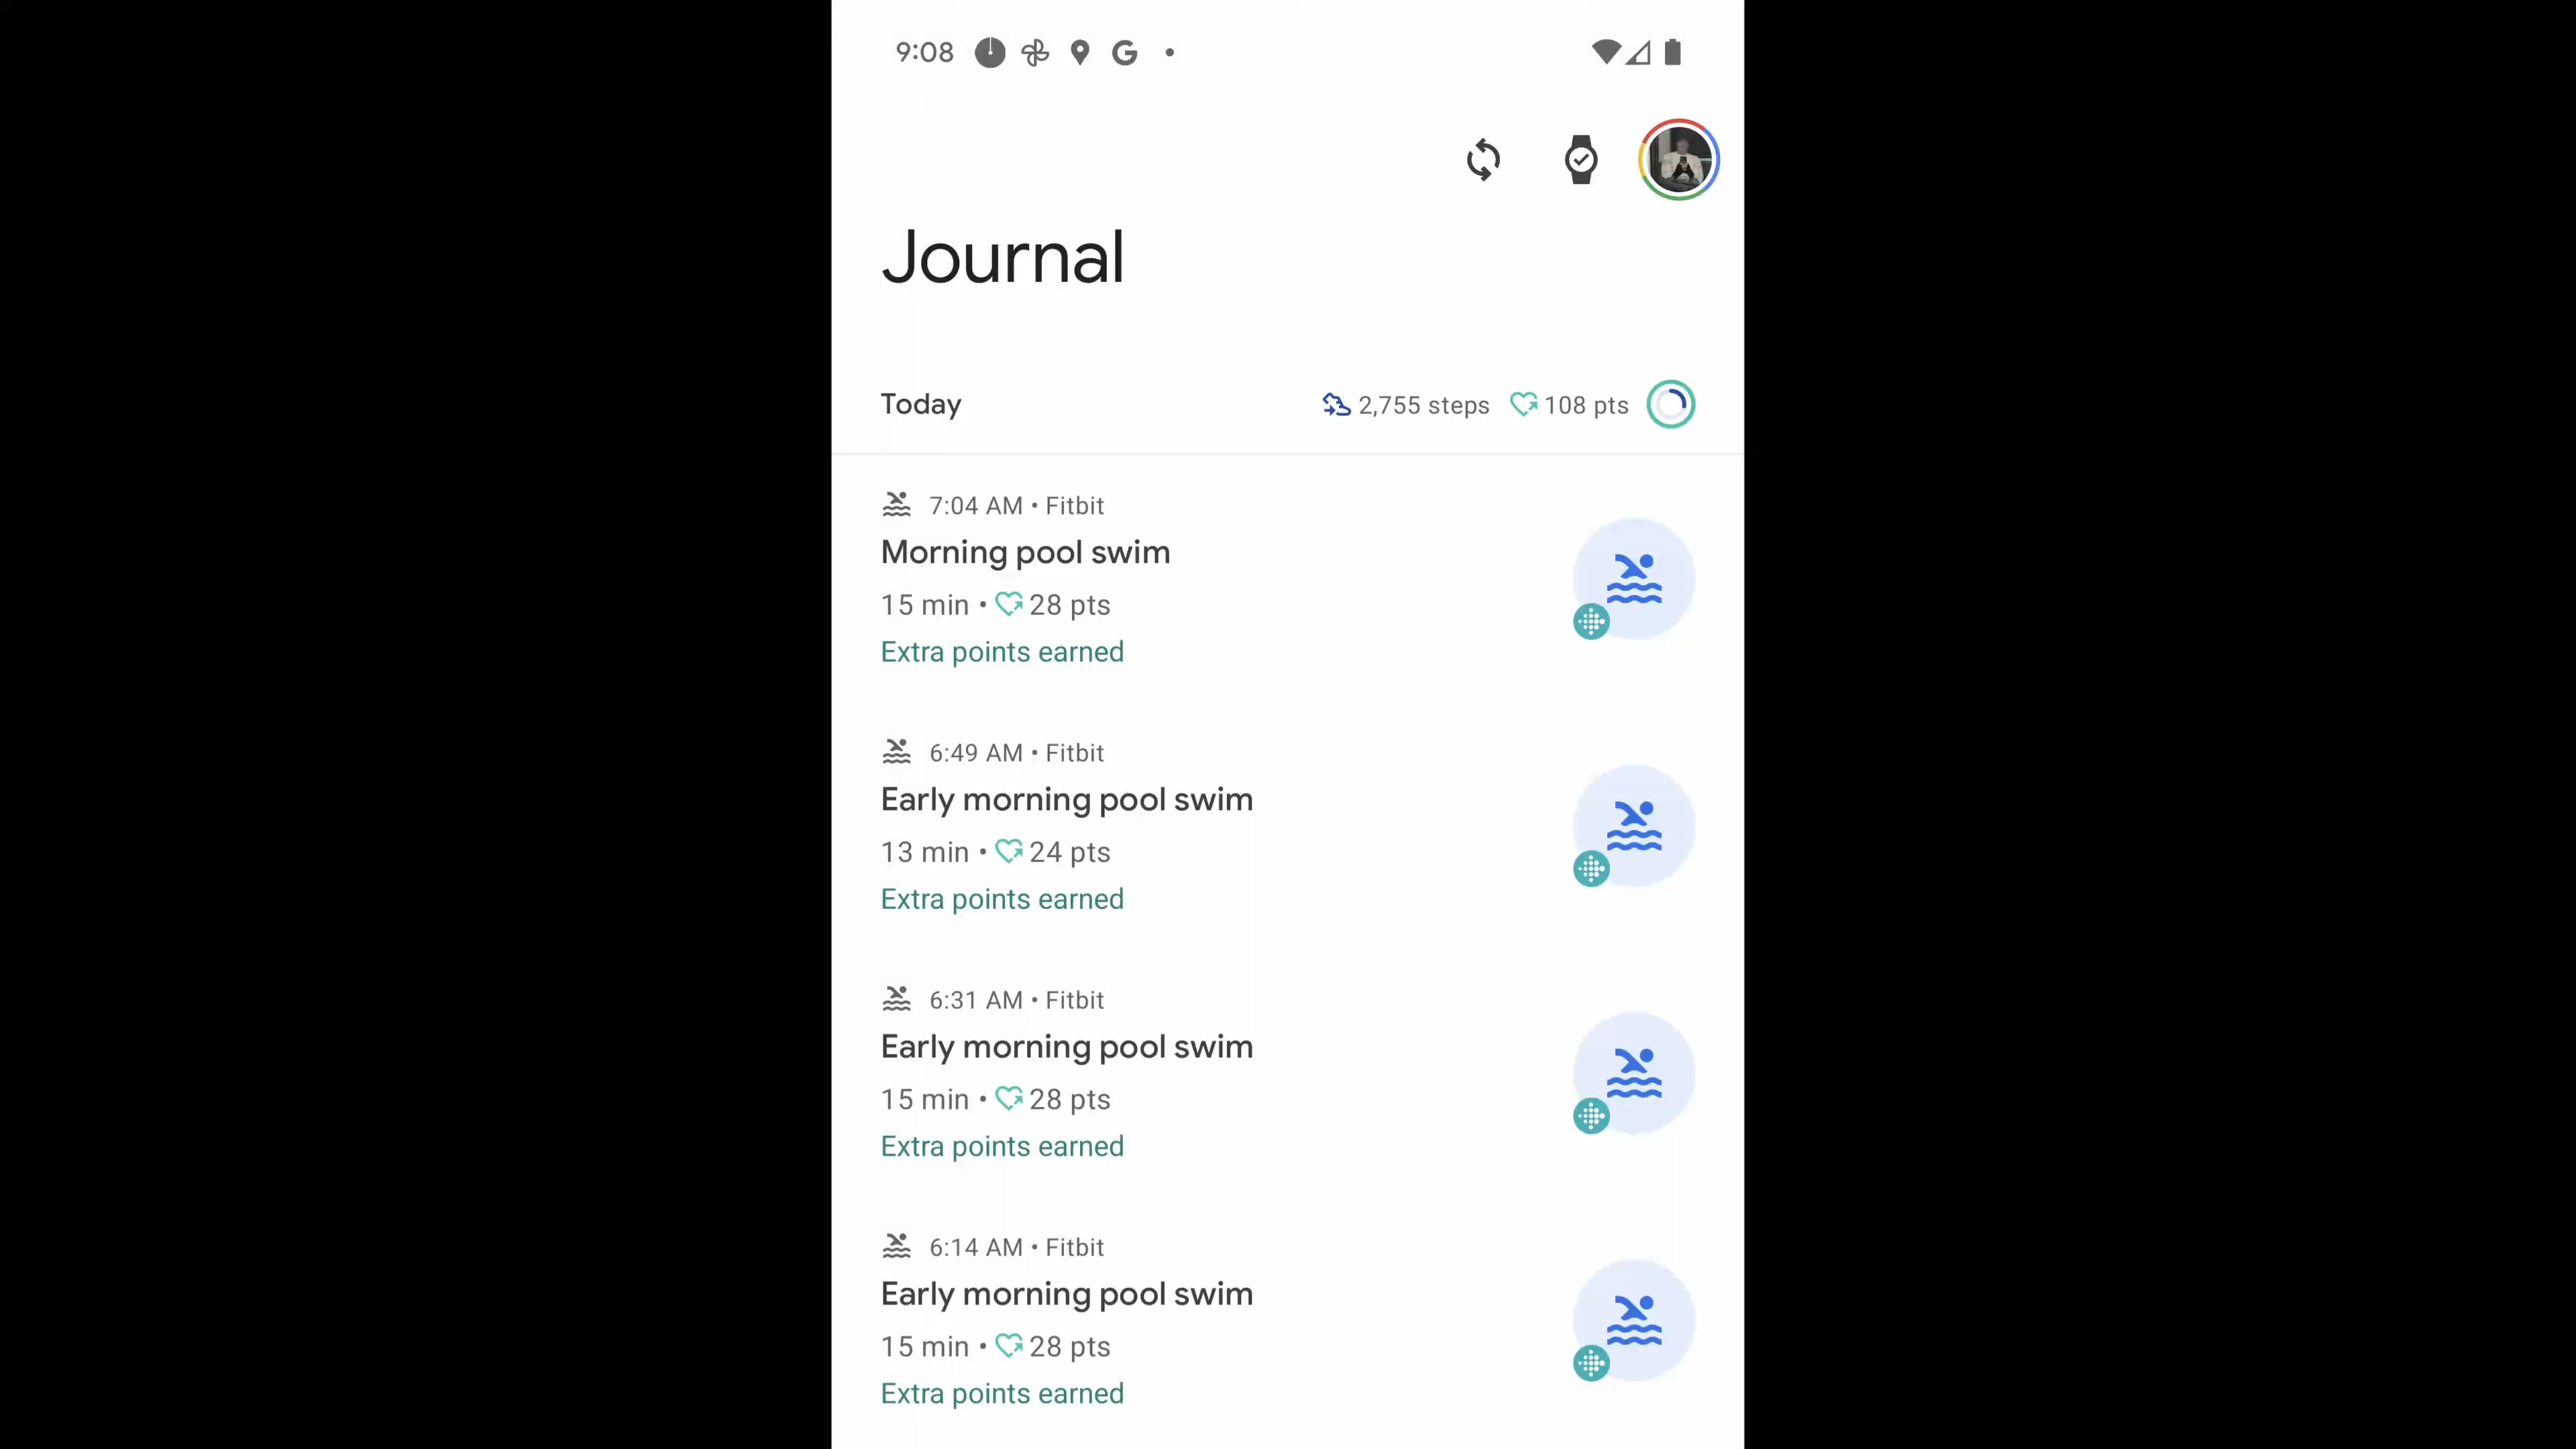 9:08
Journal
Today 2,755 steps 108 pts
7:04 AM • Fitbit
Morning pool swim
15 min • 28 pts
Extra points earned
6:49 AM • Fitbit
Early morning pool swim
13 min • 24 pts
Extra points earned
6:31 AM • Fitbit
Early morning pool swim
15 min • 28 pts
Extra points earned
6:14 AM • Fitbit
Early morning pool swim
15 min • 28 pts
Extra points earned